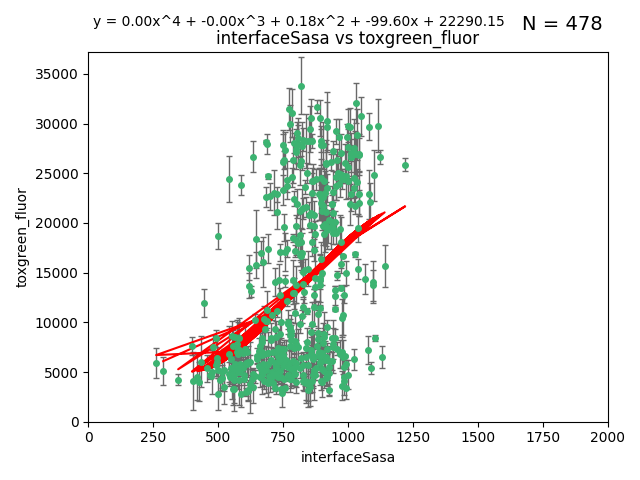 y = 0.00x^4 + -0.00x^3 + 0.18x^2 + -99.60x + 22290.15
N = 478
interfaceSasa vs toxgreen_fluor
35000
30000
25000
20000
15000
10000
5000
0
toxgreen_fluor
0 250 500 750 1000 1250 1500 1750 2000
interfaceSasa